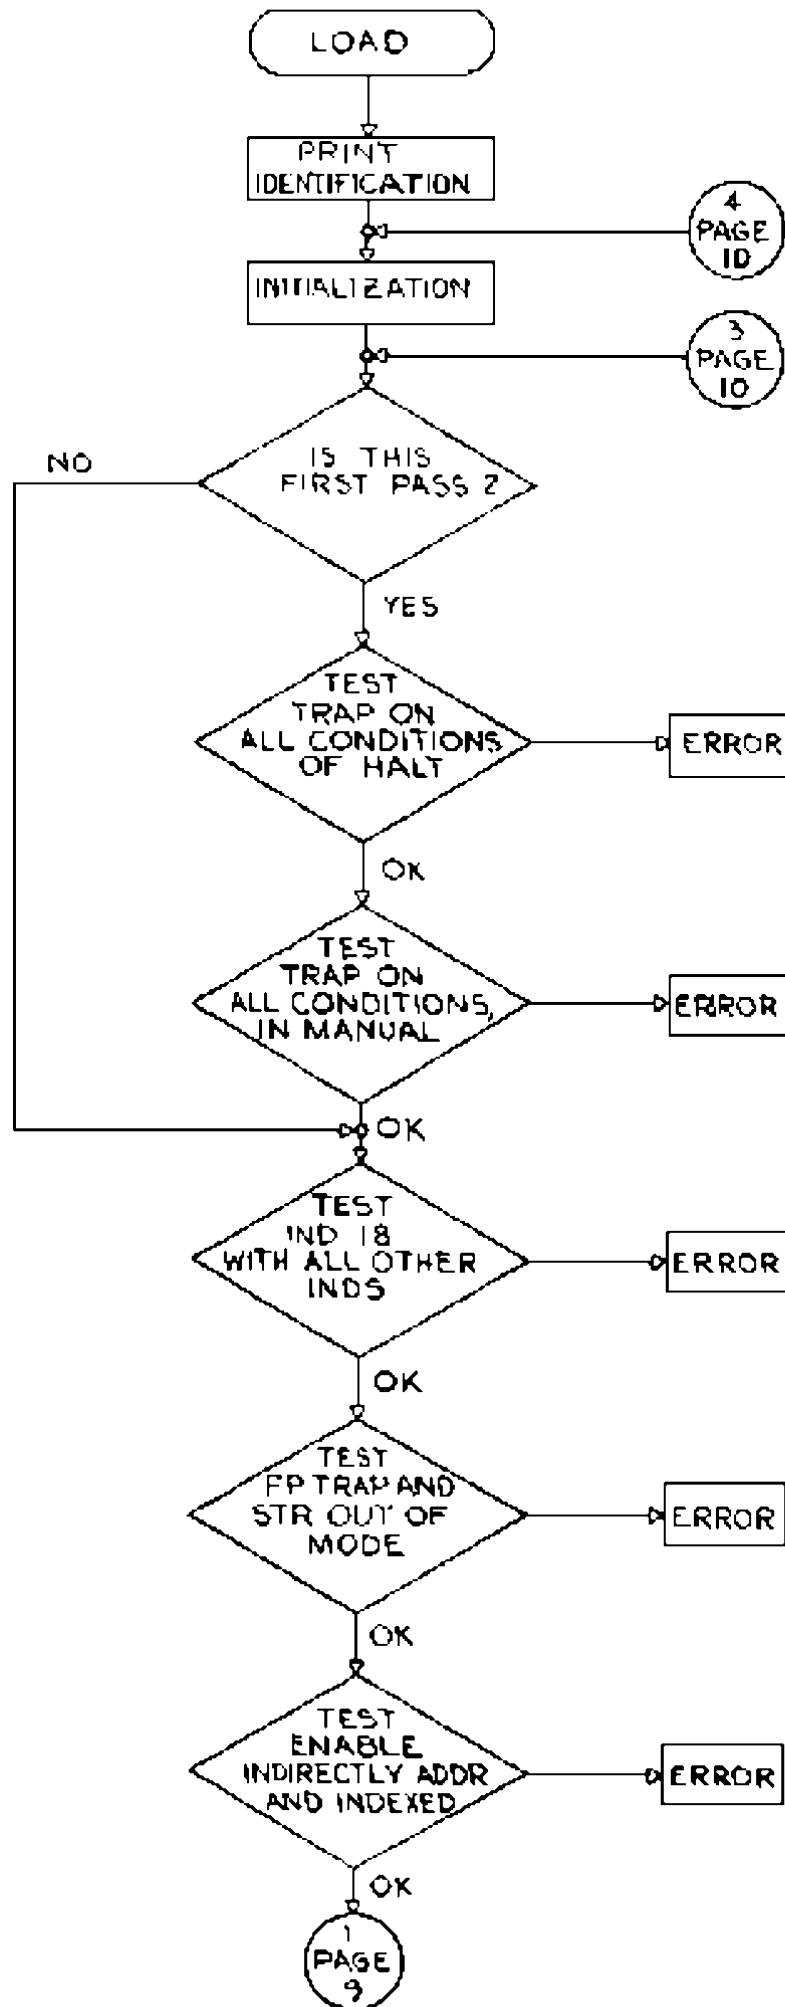 LOAD
PRINT
IDENTIFICATION
4
PAGE
10
INITIALIZATION
3
PAGE
10
IS THIS
FIRST PASS ?
NO
YES
TEST
TRAP ON
ALL CONDITIONS
OF HALT
ERROR
OK
TEST
TRAP ON
ALL CONDITIONS,
IN MANUAL
ERROR
OK
TEST
IND 18
WITH ALL OTHER
INDS
ERROR
OK
TEST
FP TRAP AND
STR OUT OF
MODE
ERROR
OK
TEST
ENABLE
INDIRECTLY ADDR
AND INDEXED
ERROR
OK
1
PAGE
9